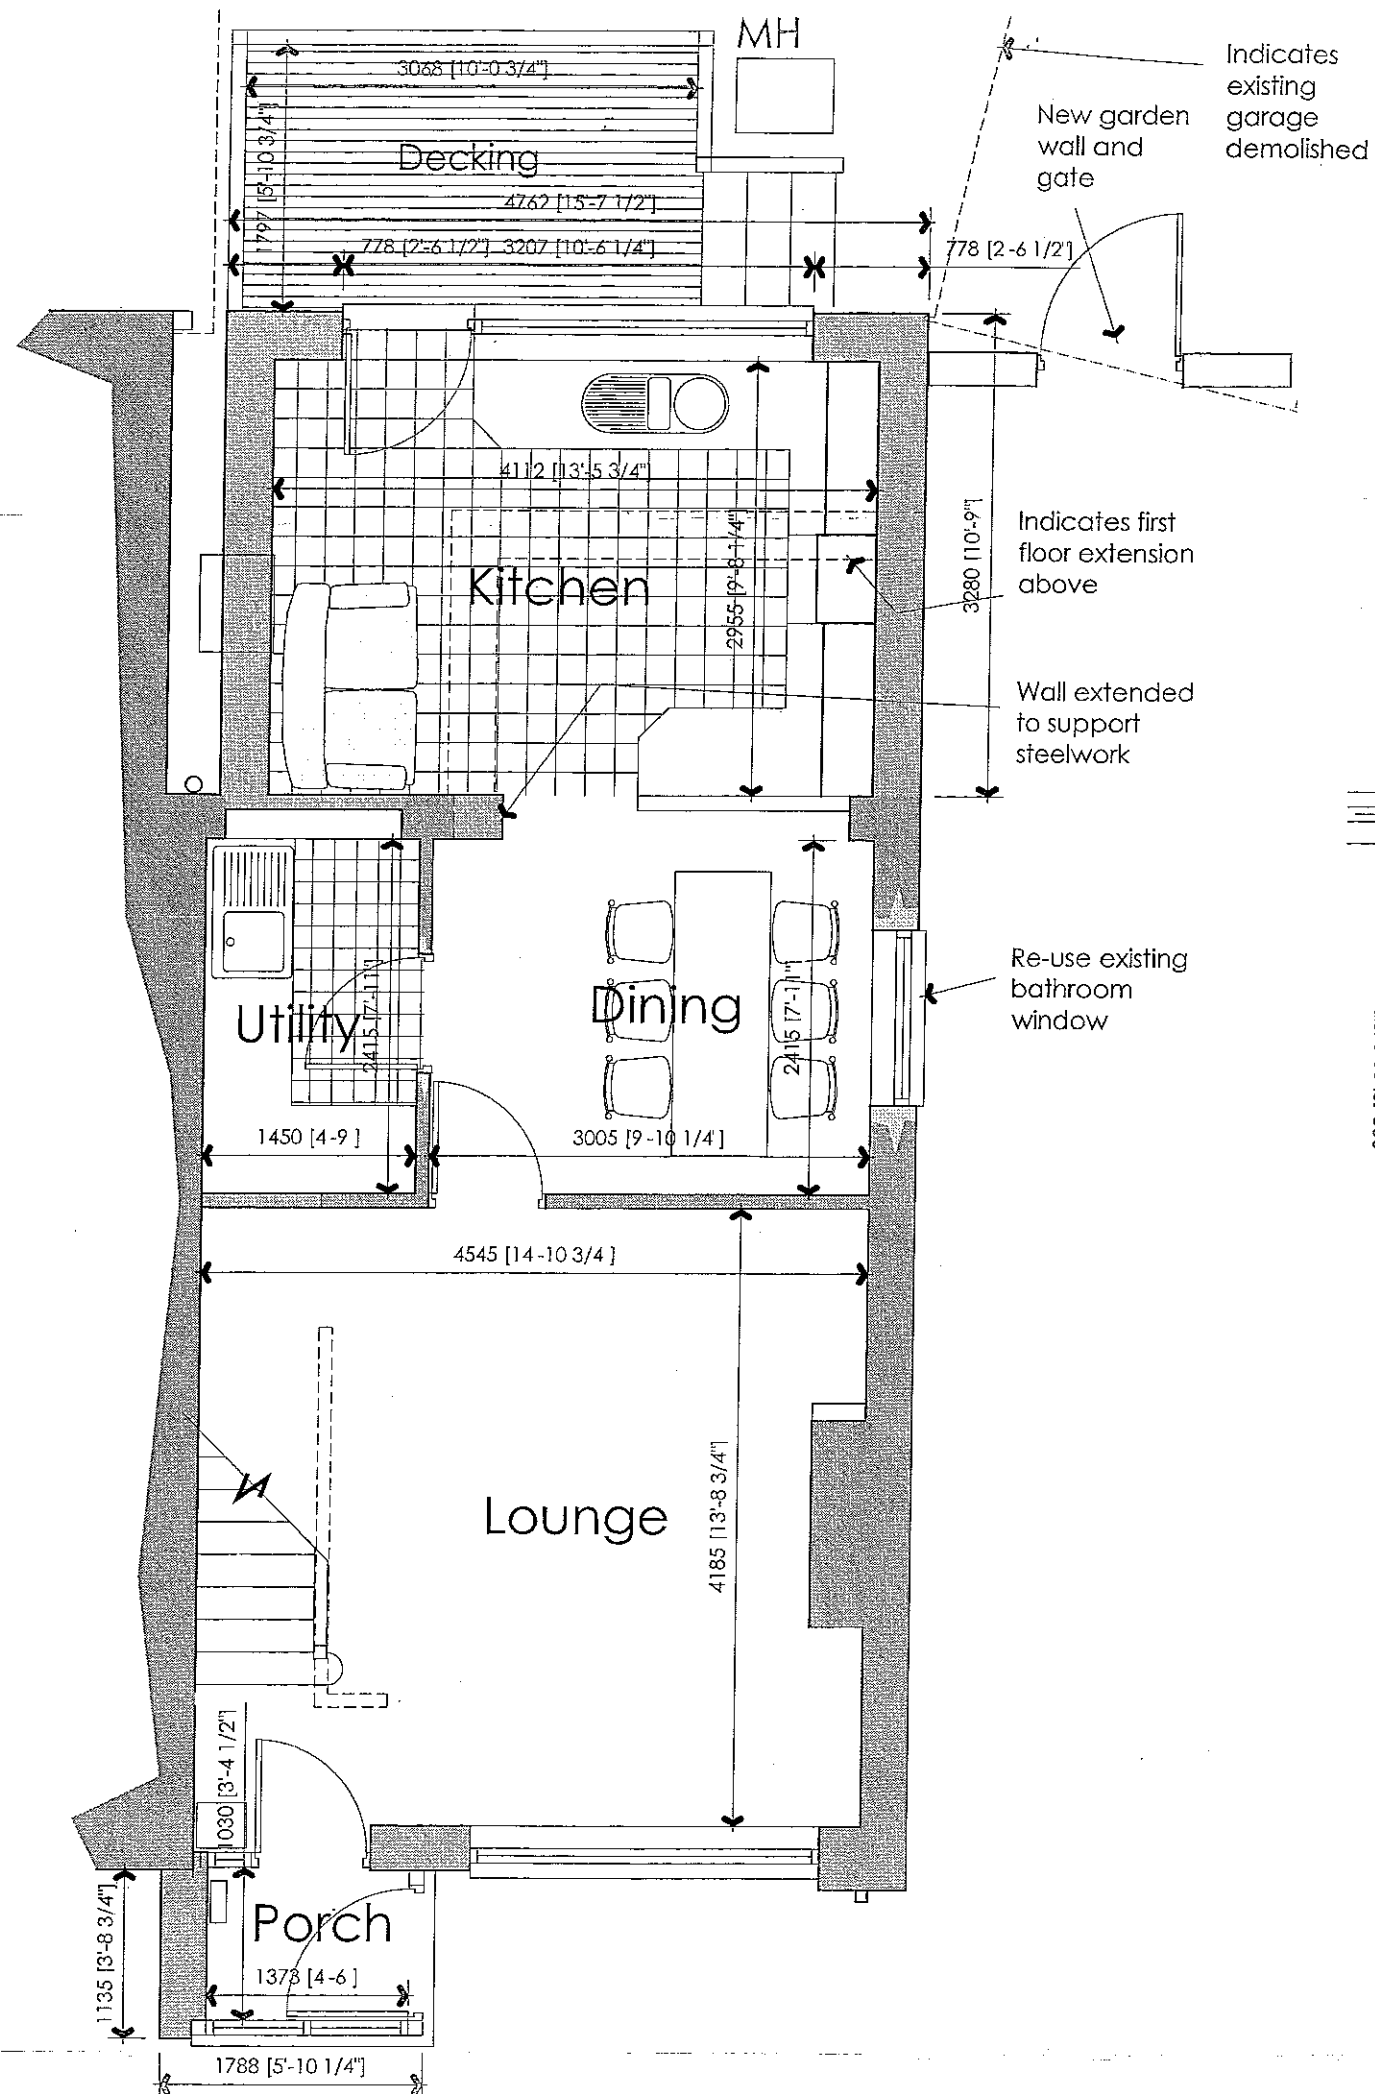 MH
Indicates
existing
garage
demolished
New garden
wall and
gate
3068 [10'-0 3/4"]
797 [5'-10 3/4"]
Decking
4762 [15'-7 1/2"]
778 [2'-6 1/2"]
3207 [10'-6 1/4"]
778 [2 -6 1/2']
4112 [13'-5 3/4"]
Kitchen
2955 [9'-8 1/4"]
3280 [10'-9"]
Indicates first
floor extension
above
Wall extended
to support
steelwork
Utility
2415 [7'-11"]
Dining
2415 [7'-11"]
Re-use existing
bathroom
window
1450 [4 -9 ]
3005 [9 -10 1/4']
4545 [14 -10 3/4 ]
Lounge
4185 [13'-8 3/4"]
1030 [3'-4 1/2"]
Porch
1135 [3'-8 3/4"]
1373 [4 -6 ]
1788 [5'-10 1/4"]